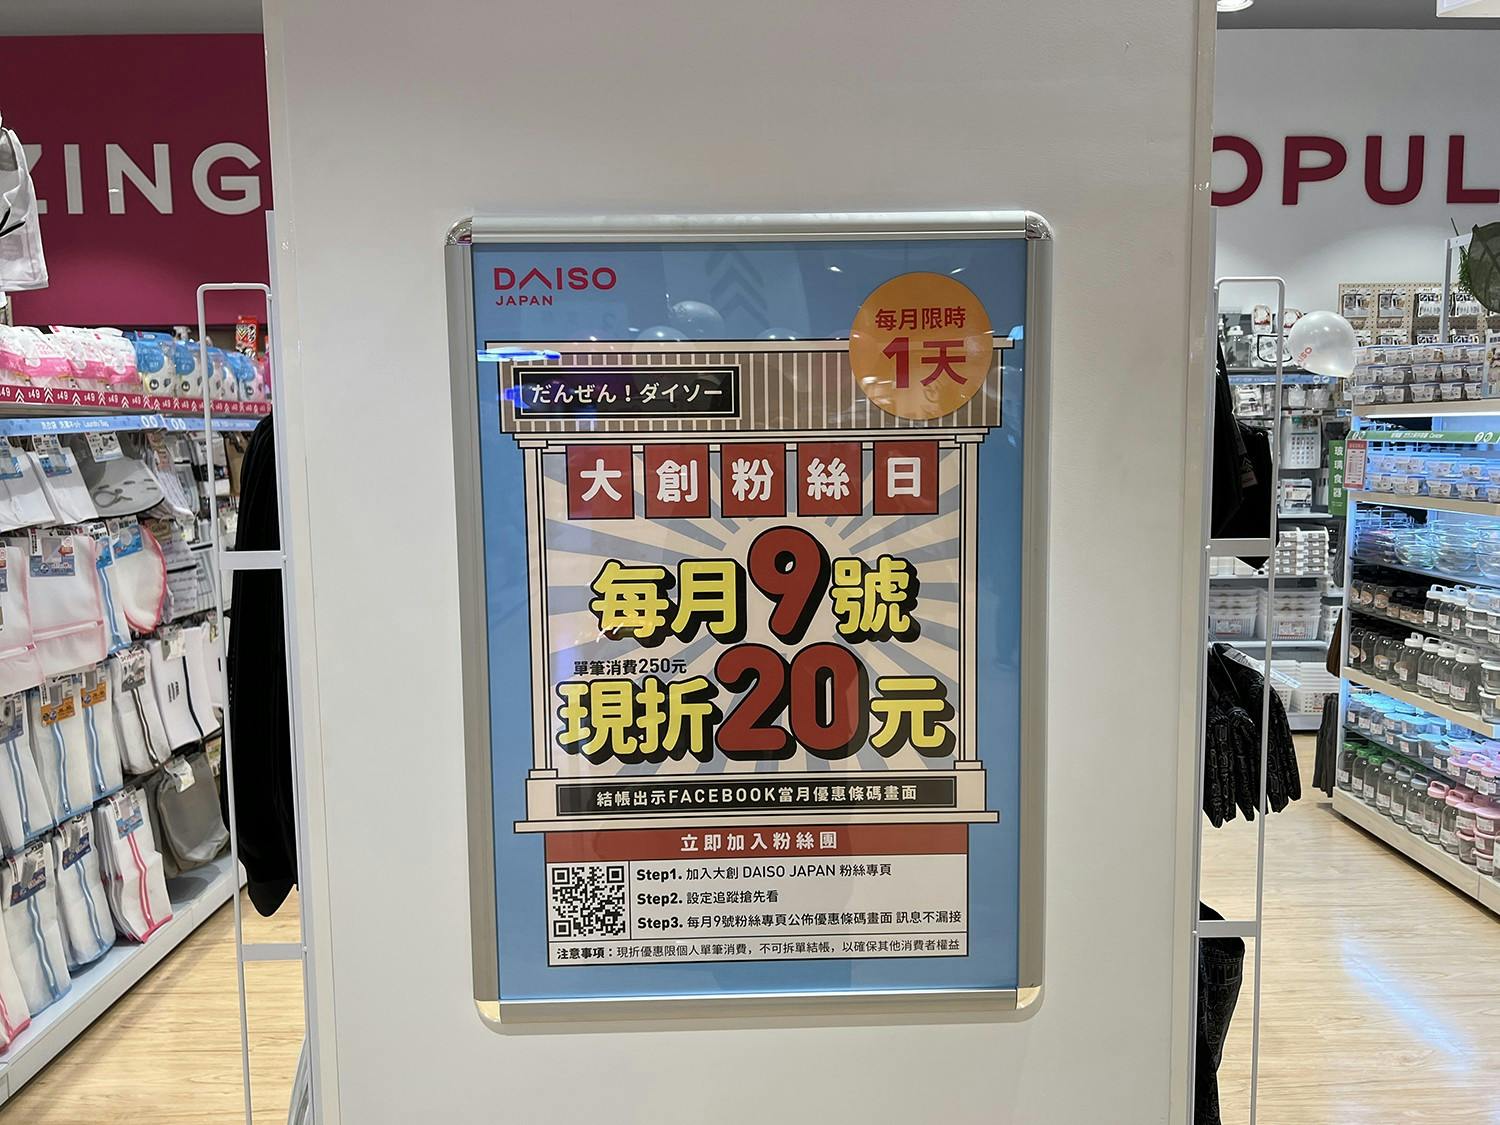 ZING
OPUL
DAISO
JAPAN
每月限時
1天
だんぜん！ダイソー
大創粉絲日
每月9號
單筆消費250元
現折20元
結帳出示FACEBOOK當月優惠條碼畫面
立即加入粉絲團
Step1. 加入大創 DAISO JAPAN 粉絲專頁
Step2. 設定追蹤搶先看
Step3. 每月9號粉絲專頁公佈優惠條碼畫面 訊息不漏接
注意事項：現折優惠限個人單筆消費，不可拆單結帳，以確保其他消費者權益
玻璃食器